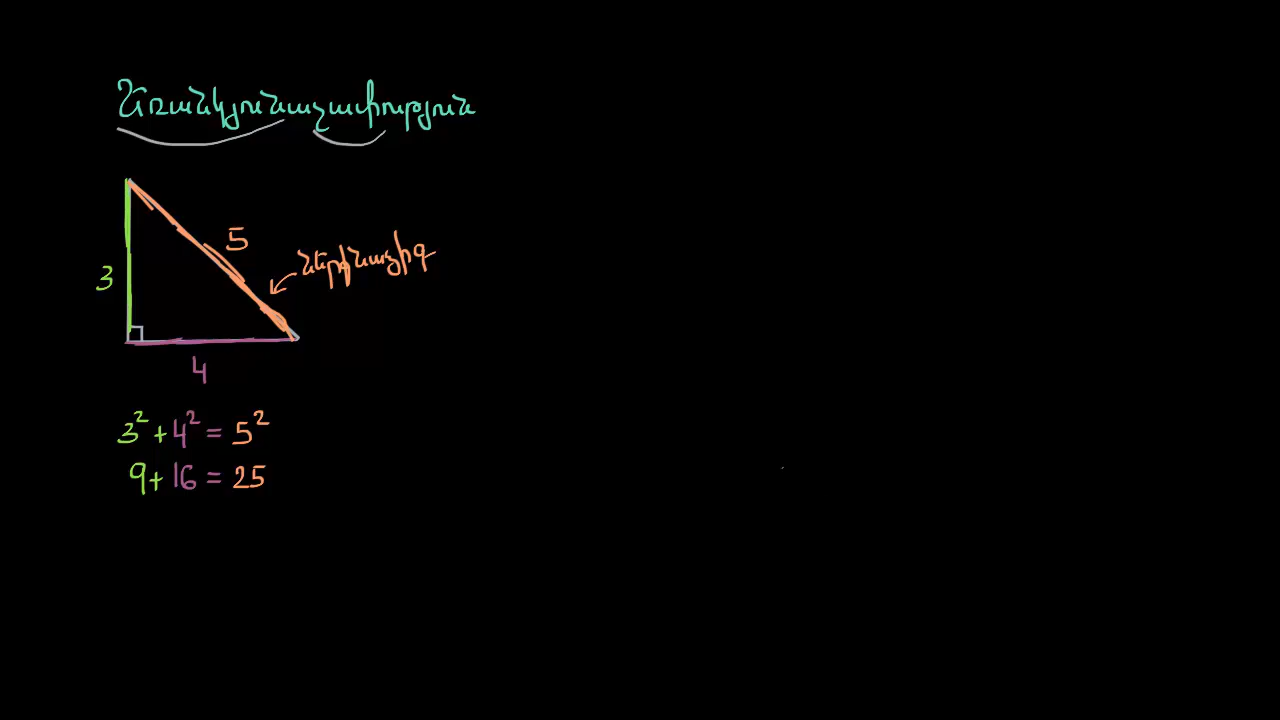 Եռանկյունաչափություն
5
ներքնաձիգ
3
4
3² + 4² = 5²
9 + 16 = 25